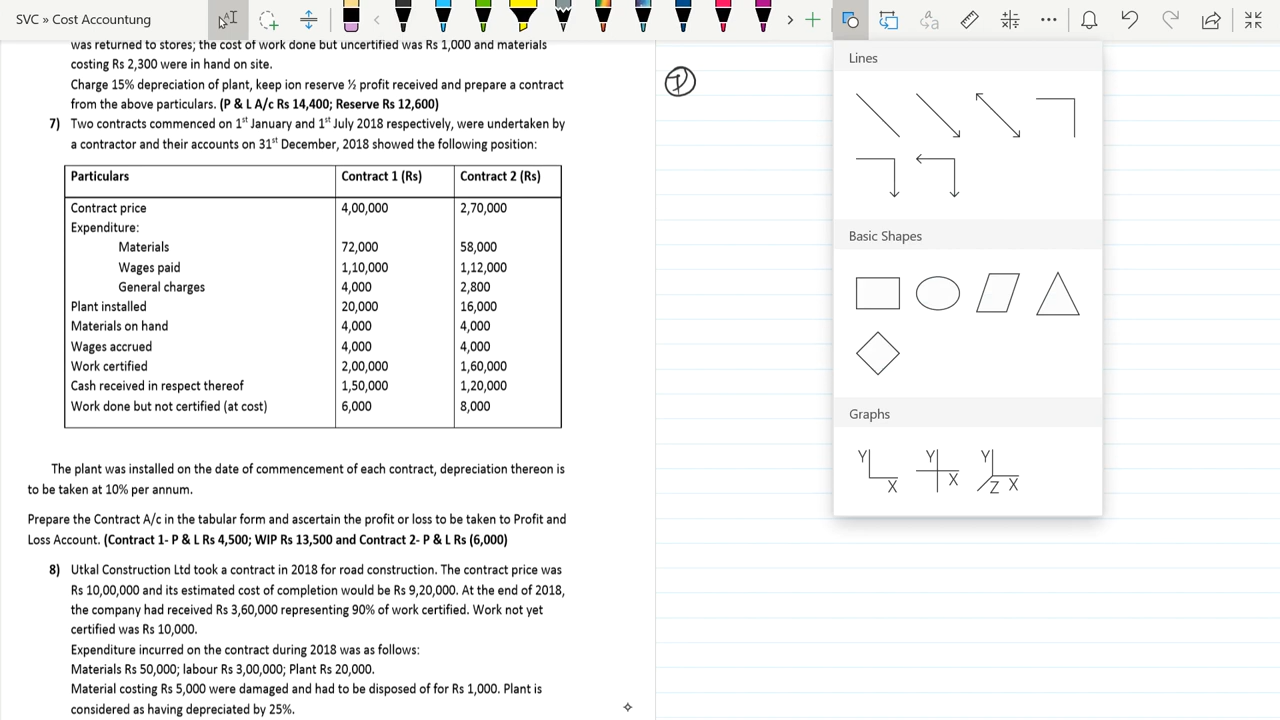 SVC » Cost Accountung
was returned to stores; the cost of work done but uncertified was Rs 1,000 and materials
costing Rs 2,300 were in hand on site.
Charge 15% depreciation of plant, keep ion reserve ⅓ profit received and prepare a contract
from the above particulars. (P & L A/c Rs 14,400; Reserve Rs 12,600)
7) Two contracts commenced on 1st January and 1st July 2018 respectively, were undertaken by
a contractor and their accounts on 31st December, 2018 showed the following position:
Particulars Contract 1 (Rs) Contract 2 (Rs)
Contract price 4,00,000 2,70,000
Expenditure:
Materials 72,000 58,000
Wages paid 1,10,000 1,12,000
General charges 4,000 2,800
Plant installed 20,000 16,000
Materials on hand 4,000 4,000
Wages accrued 4,000 4,000
Work certified 2,00,000 1,60,000
Cash received in respect thereof 1,50,000 1,20,000
Work done but not certified (at cost) 6,000 8,000
The plant was installed on the date of commencement of each contract, depreciation thereon is
to be taken at 10% per annum.
Prepare the Contract A/c in the tabular form and ascertain the profit or loss to be taken to Profit and
Loss Account. (Contract 1- P & L Rs 4,500; WIP Rs 13,500 and Contract 2- P & L Rs (6,000)
8) Utkal Construction Ltd took a contract in 2018 for road construction. The contract price was
Rs 10,00,000 and its estimated cost of completion would be Rs 9,20,000. At the end of 2018,
the company had received Rs 3,60,000 representing 90% of work certified. Work not yet
certified was Rs 10,000.
Expenditure incurred on the contract during 2018 was as follows:
Materials Rs 50,000; labour Rs 3,00,000; Plant Rs 20,000.
Material costing Rs 5,000 were damaged and had to be disposed of for Rs 1,000. Plant is
considered as having depreciated by 25%.
Lines
Basic Shapes
Graphs
Y Y Y
X X Z X